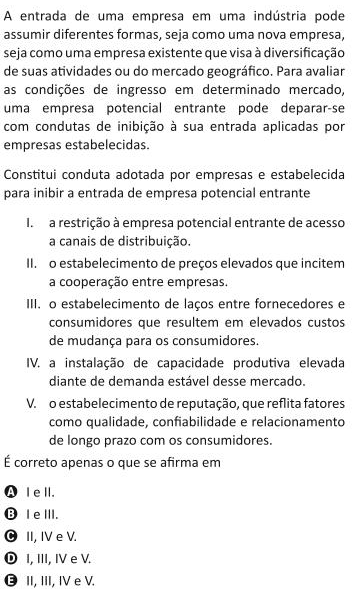 A entrada de uma empresa em uma indústria pode
assumir diferentes formas, seja como uma nova empresa,
seja como uma empresa existente que visa à diversificação
de suas atividades ou do mercado geográfico. Para avaliar
as condições de ingresso em determinado mercado,
uma empresa potencial entrante pode deparar-se
com condutas de inibição à sua entrada aplicadas por
empresas estabelecidas.
Constitui conduta adotada por empresas e estabelecida
para inibir a entrada de empresa potencial entrante
I. a restrição à empresa potencial entrante de acesso
a canais de distribuição.
II. o estabelecimento de preços elevados que incitem
a cooperação entre empresas.
III. o estabelecimento de laços entre fornecedores e
consumidores que resultem em elevados custos
de mudança para os consumidores.
IV. a instalação de capacidade produtiva elevada
diante de demanda estável desse mercado.
V. o estabelecimento de reputação, que reflita fatores
como qualidade, confiabilidade e relacionamento
de longo prazo com os consumidores.
É correto apenas o que se afirma em
A I e II.
B I e III.
C II, IV e V.
D I, III, IV e V.
E II, III, IV e V.